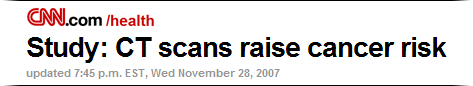 CNN.com /health
Study: CT scans raise cancer risk
updated 7:45 p.m. EST, Wed November 28, 2007